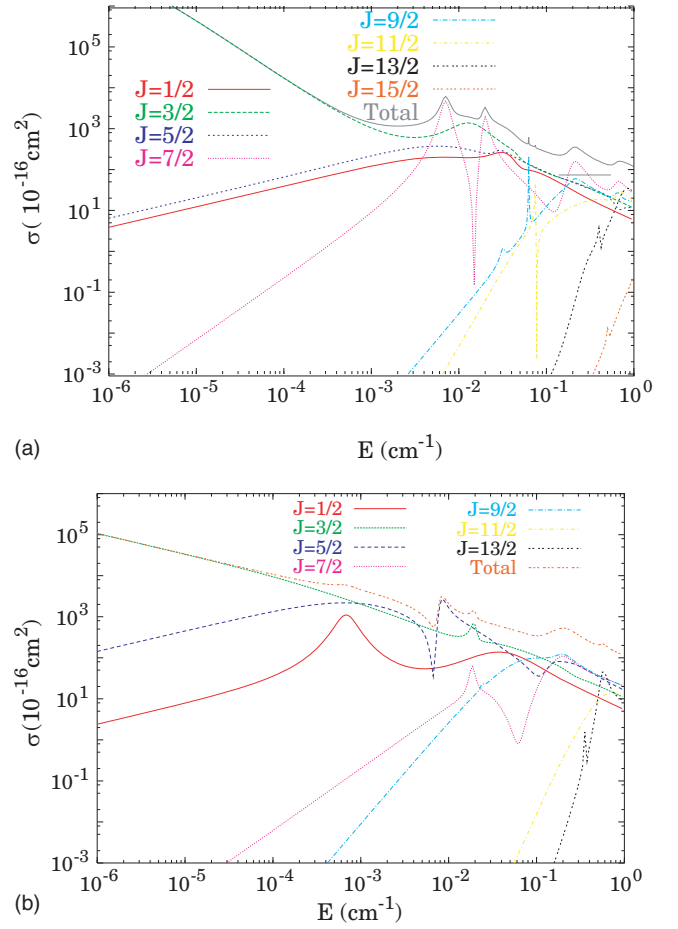 10^5
10^3
10^1
10^-1
10^-3
σ( 10^-16 cm^2)
J=1/2
J=3/2
J=5/2
J=7/2
J=9/2
J=11/2
J=13/2
J=15/2
Total
10^-6 10^-5 10^-4 10^-3 10^-2 10^-1 10^0
(a)
E (cm^-1)
10^5
10^3
10^1
10^-1
10^-3
σ(10^-16 cm^2)
J=1/2
J=3/2
J=5/2
J=7/2
J=9/2
J=11/2
J=13/2
Total
10^-6 10^-5 10^-4 10^-3 10^-2 10^-1 10^0
(b)
E (cm^-1)